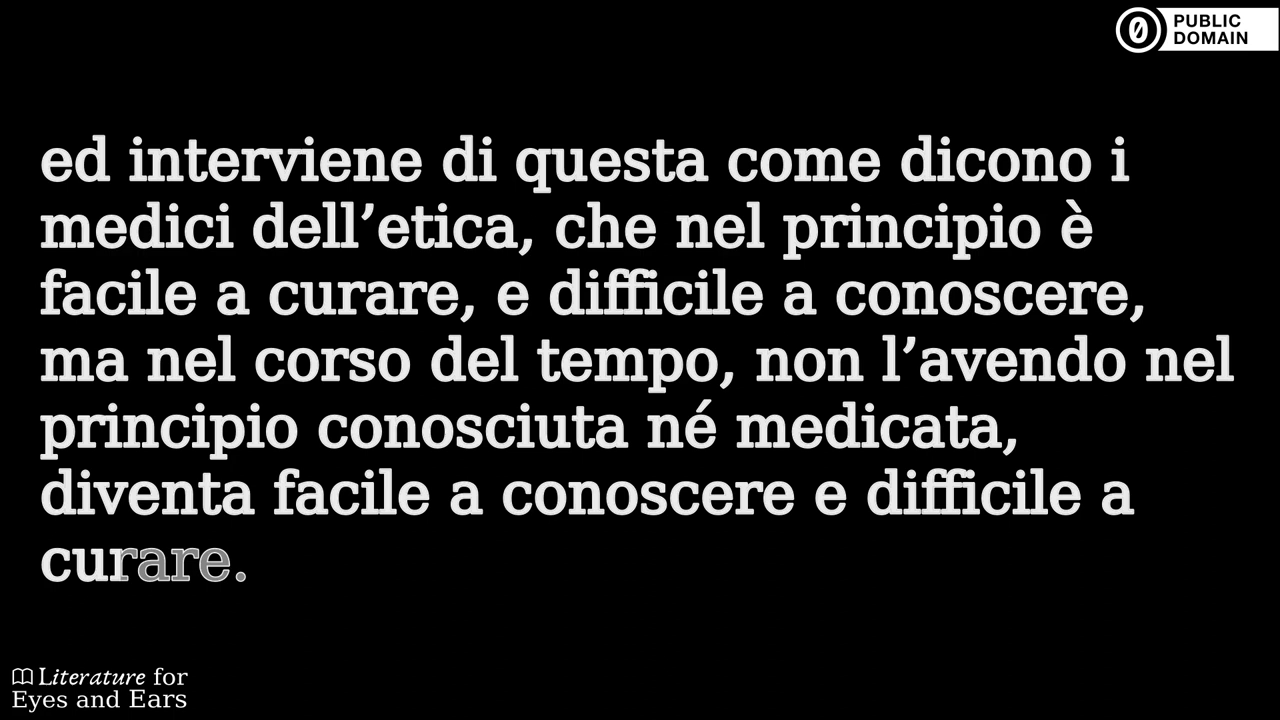 PUBLIC
DOMAIN
ed interviene di questa come dicono i
medici dell’etica, che nel principio è
facile a curare, e difficile a conoscere,
ma nel corso del tempo, non l’avendo nel
principio conosciuta né medicata,
diventa facile a conoscere e difficile a
curare.
Literature for
Eyes and Ears